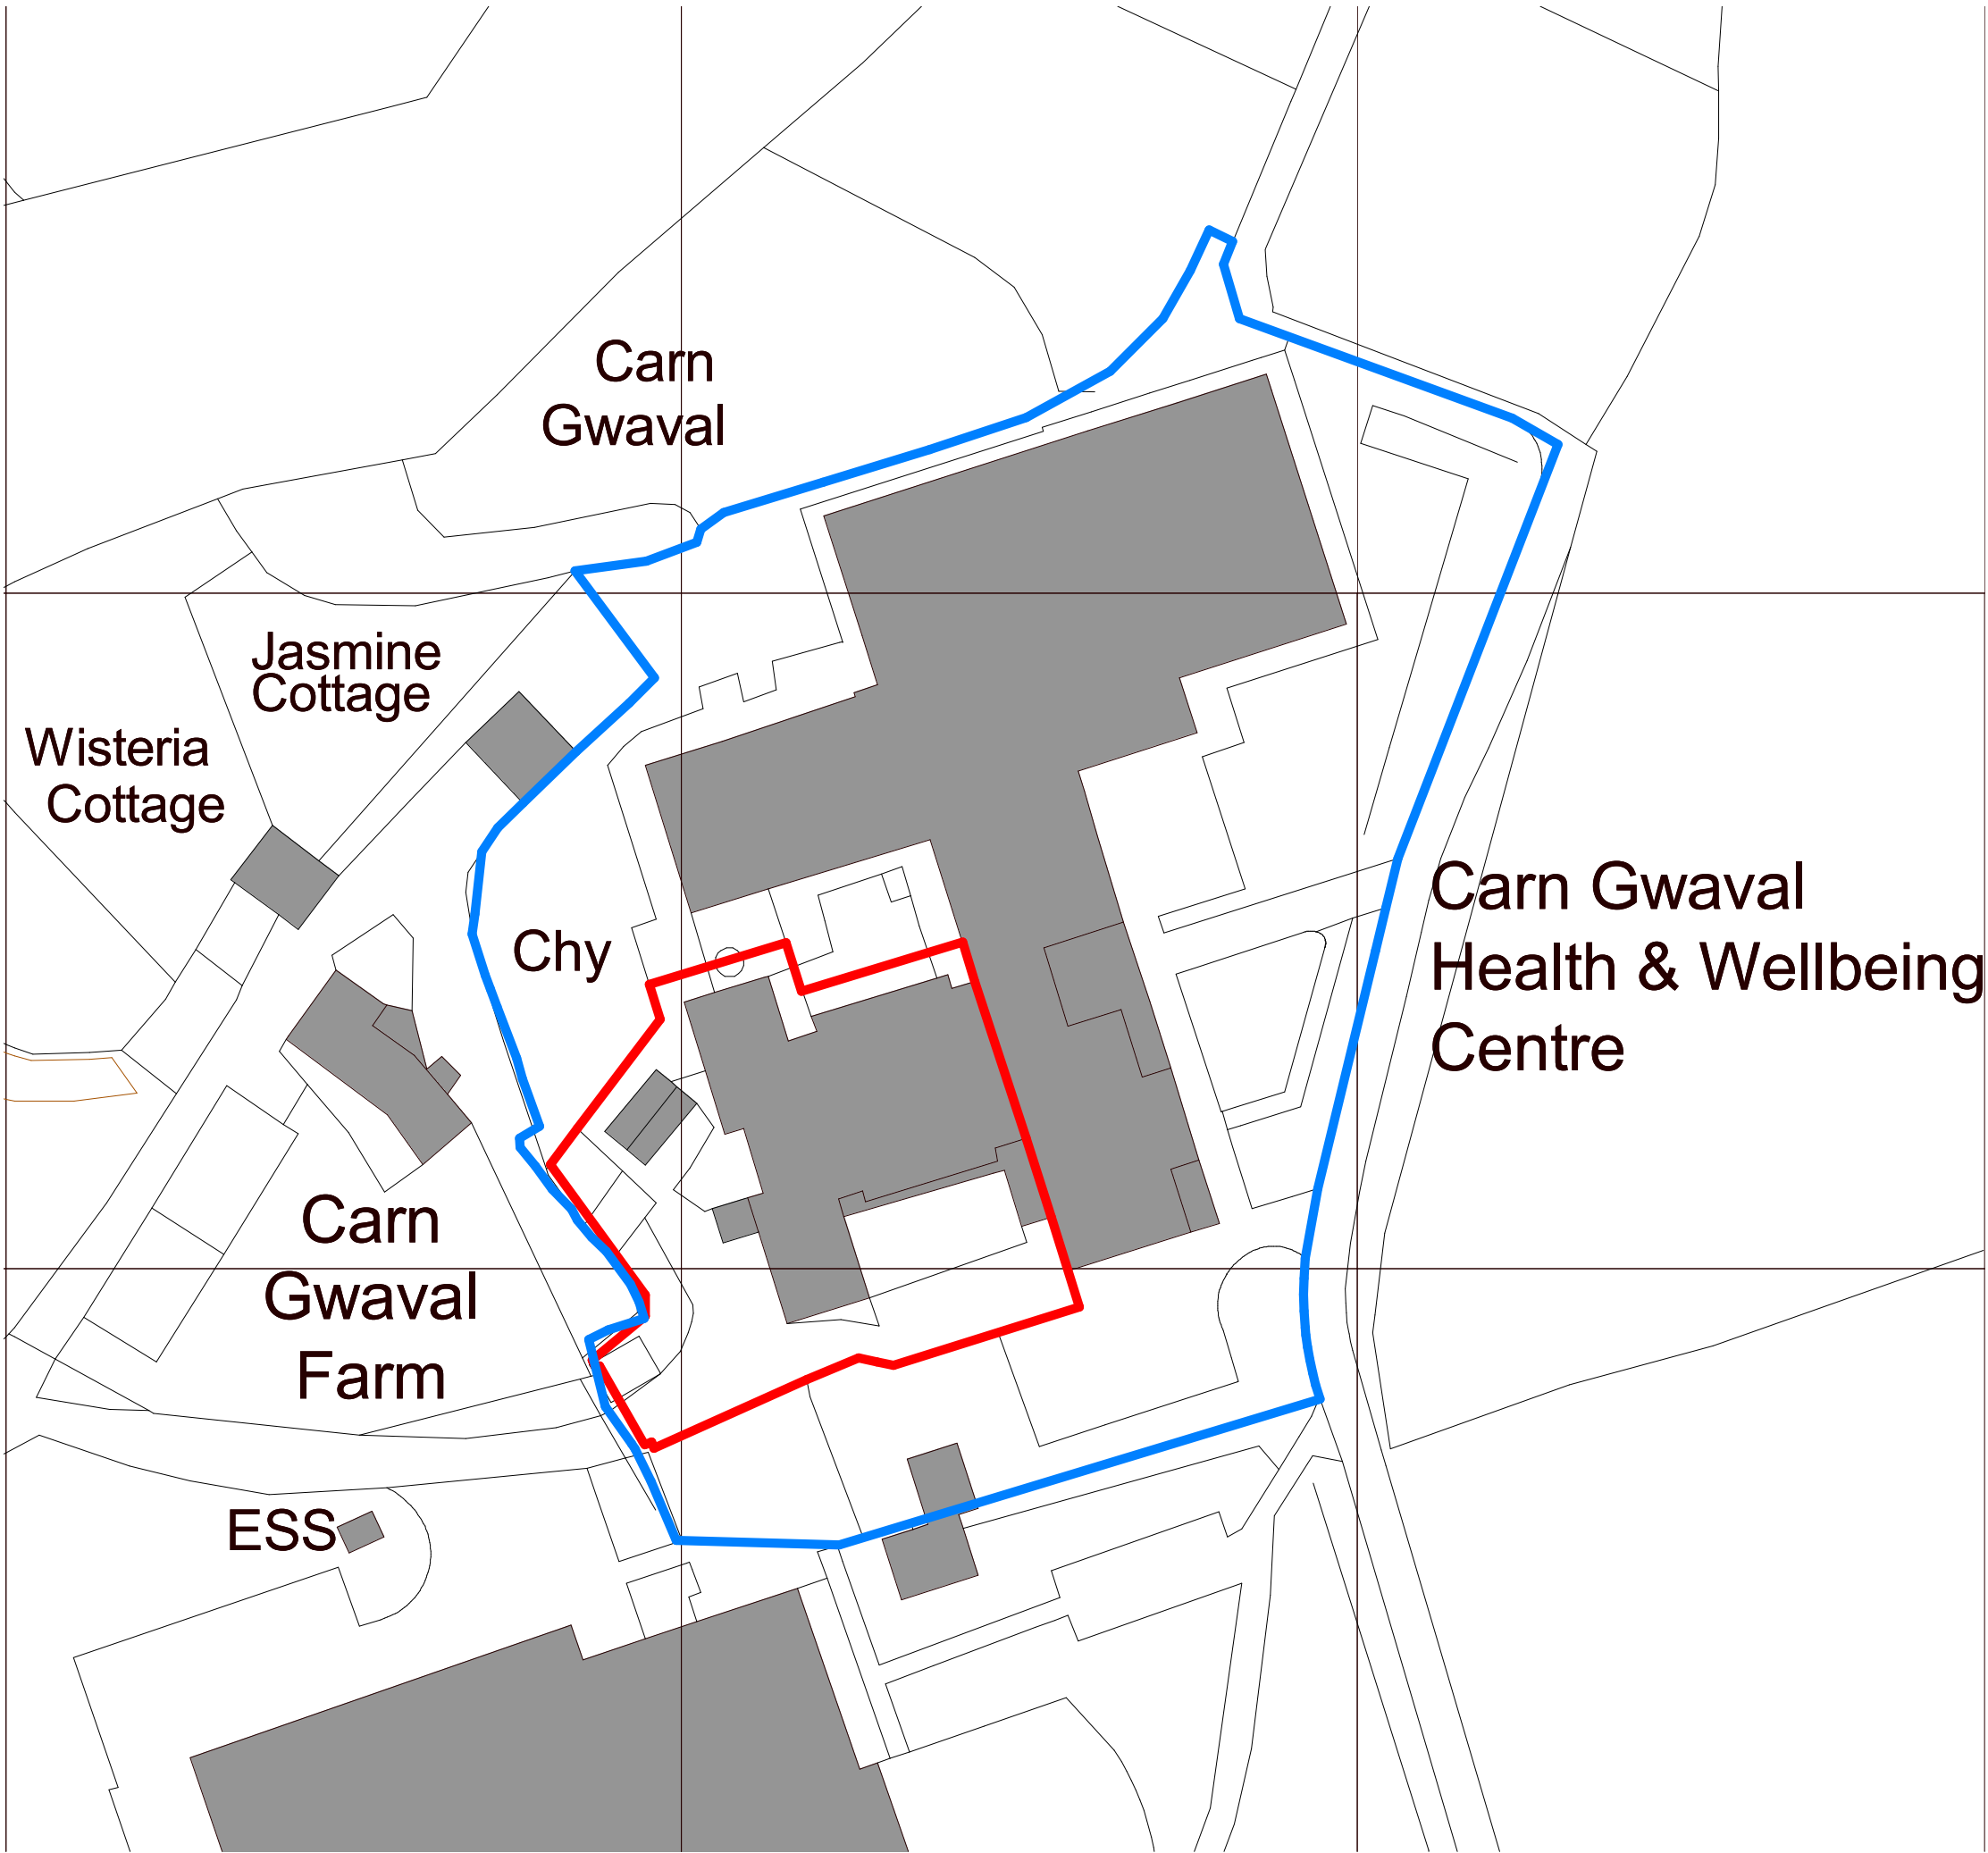 Carn
Gwaval
Jasmine
Cottage
Wisteria
Cottage
Chy
Carn Gwaval
Health & Wellbeing
Centre
Carn
Gwaval
Farm
ESS